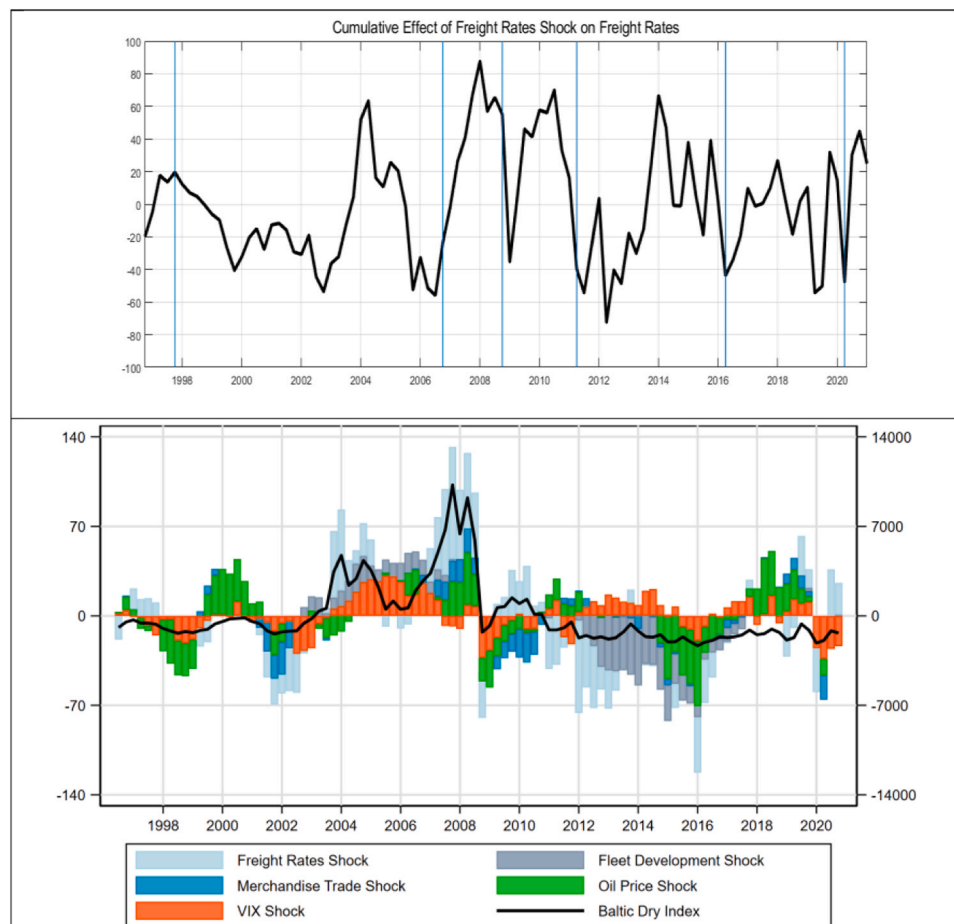 Cumulative Effect of Freight Rates Shock on Freight Rates
100
80
60
40
20
0
-20
-40
-60
-80
-100
1998 2000 2002 2004 2006 2008 2010 2012 2014 2016 2018 2020
140 14000
70 7000
0 0
-70 -7000
-140 -14000
1998 2000 2002 2004 2006 2008 2010 2012 2014 2016 2018 2020
Freight Rates Shock Fleet Development Shock
Merchandise Trade Shock Oil Price Shock
VIX Shock Baltic Dry Index